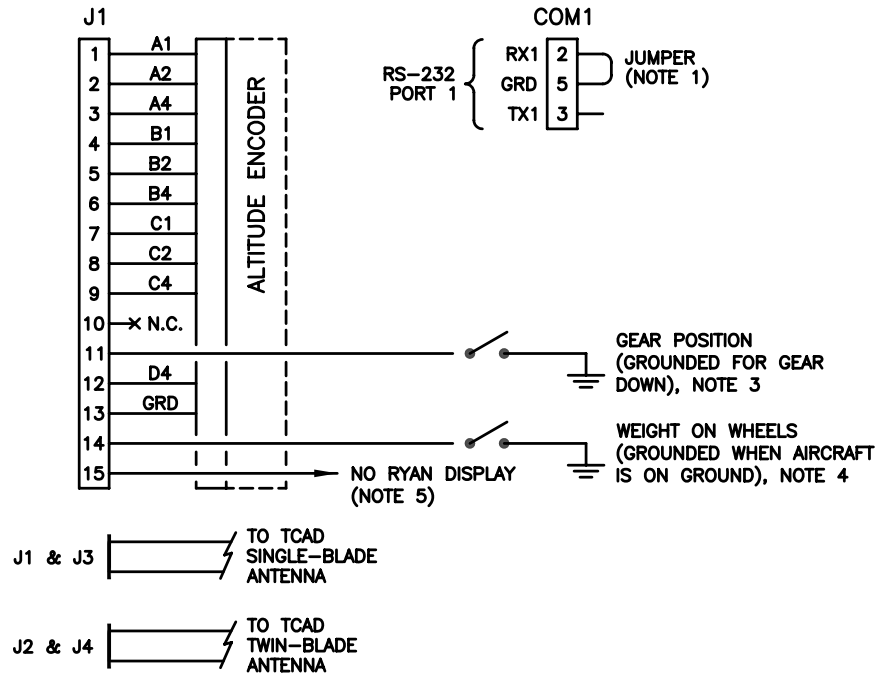 J1
1 A1
2 A2
3 A4
4 B1
5 B2
6 B4
7 C1
8 C2
9 C4
10 N.C.
11
12 D4
13 GRD
14
15
ALTITUDE ENCODER
COM1
RS-232
PORT 1
RX1 2
GRD 5
TX1 3
JUMPER
(NOTE 1)
GEAR POSITION
(GROUNDED FOR GEAR
DOWN), NOTE 3
WEIGHT ON WHEELS
(GROUNDED WHEN AIRCRAFT
IS ON GROUND), NOTE 4
NO RYAN DISPLAY
(NOTE 5)
J1 & J3
TO TCAD
SINGLE-BLADE
ANTENNA
J2 & J4
TO TCAD
TWIN-BLADE
ANTENNA